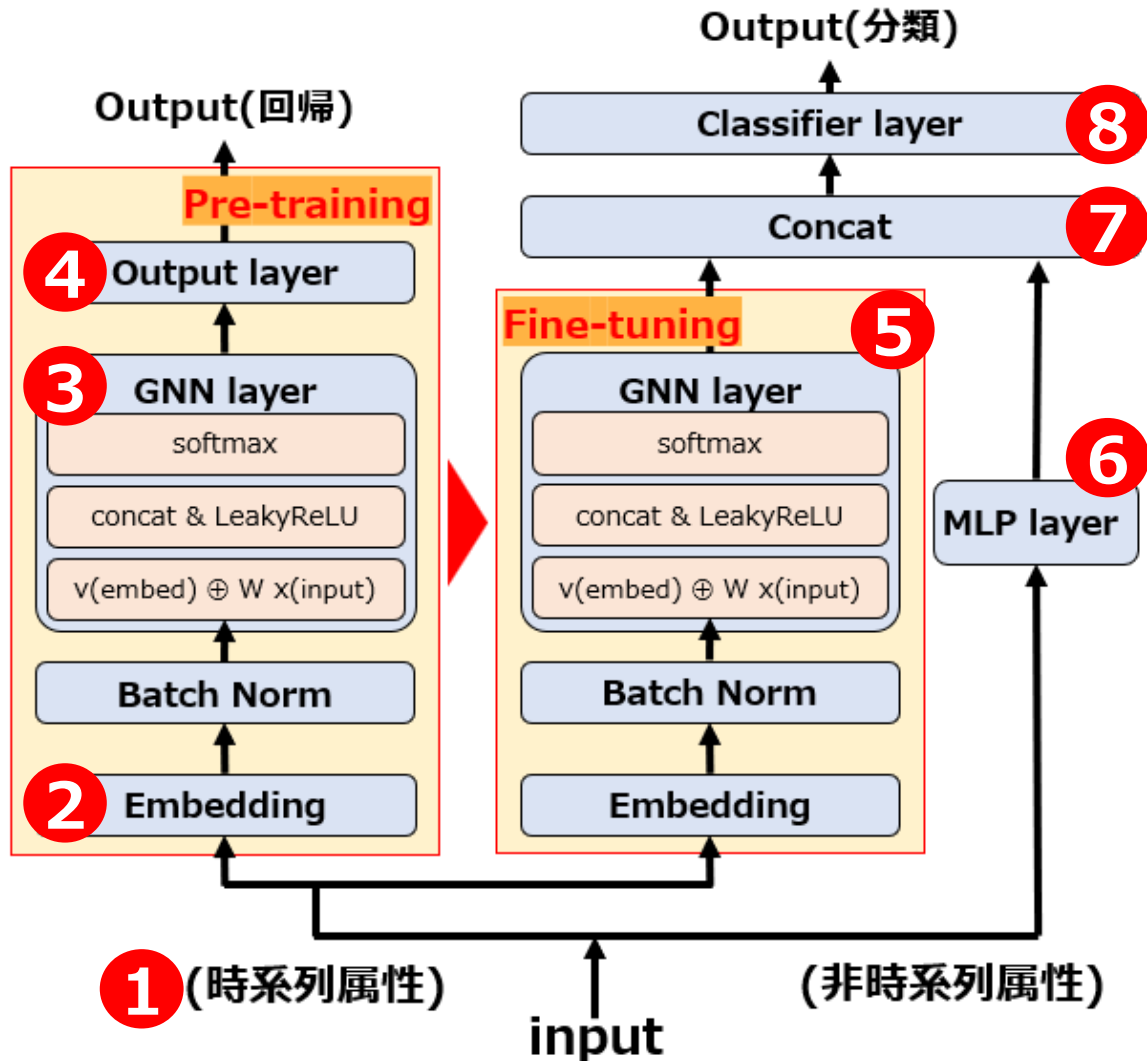 Output(分類)
Output(回帰)
Classifier layer
8
Pre-training
Concat
7
4
Output layer
Fine-tuning
5
3
GNN layer
softmax
concat & LeakyReLU
v(embed) ⊕ W x(input)
GNN layer
softmax
concat & LeakyReLU
v(embed) ⊕ W x(input)
6
MLP layer
Batch Norm
Batch Norm
2
Embedding
Embedding
1
(時系列属性)
(非時系列属性)
input